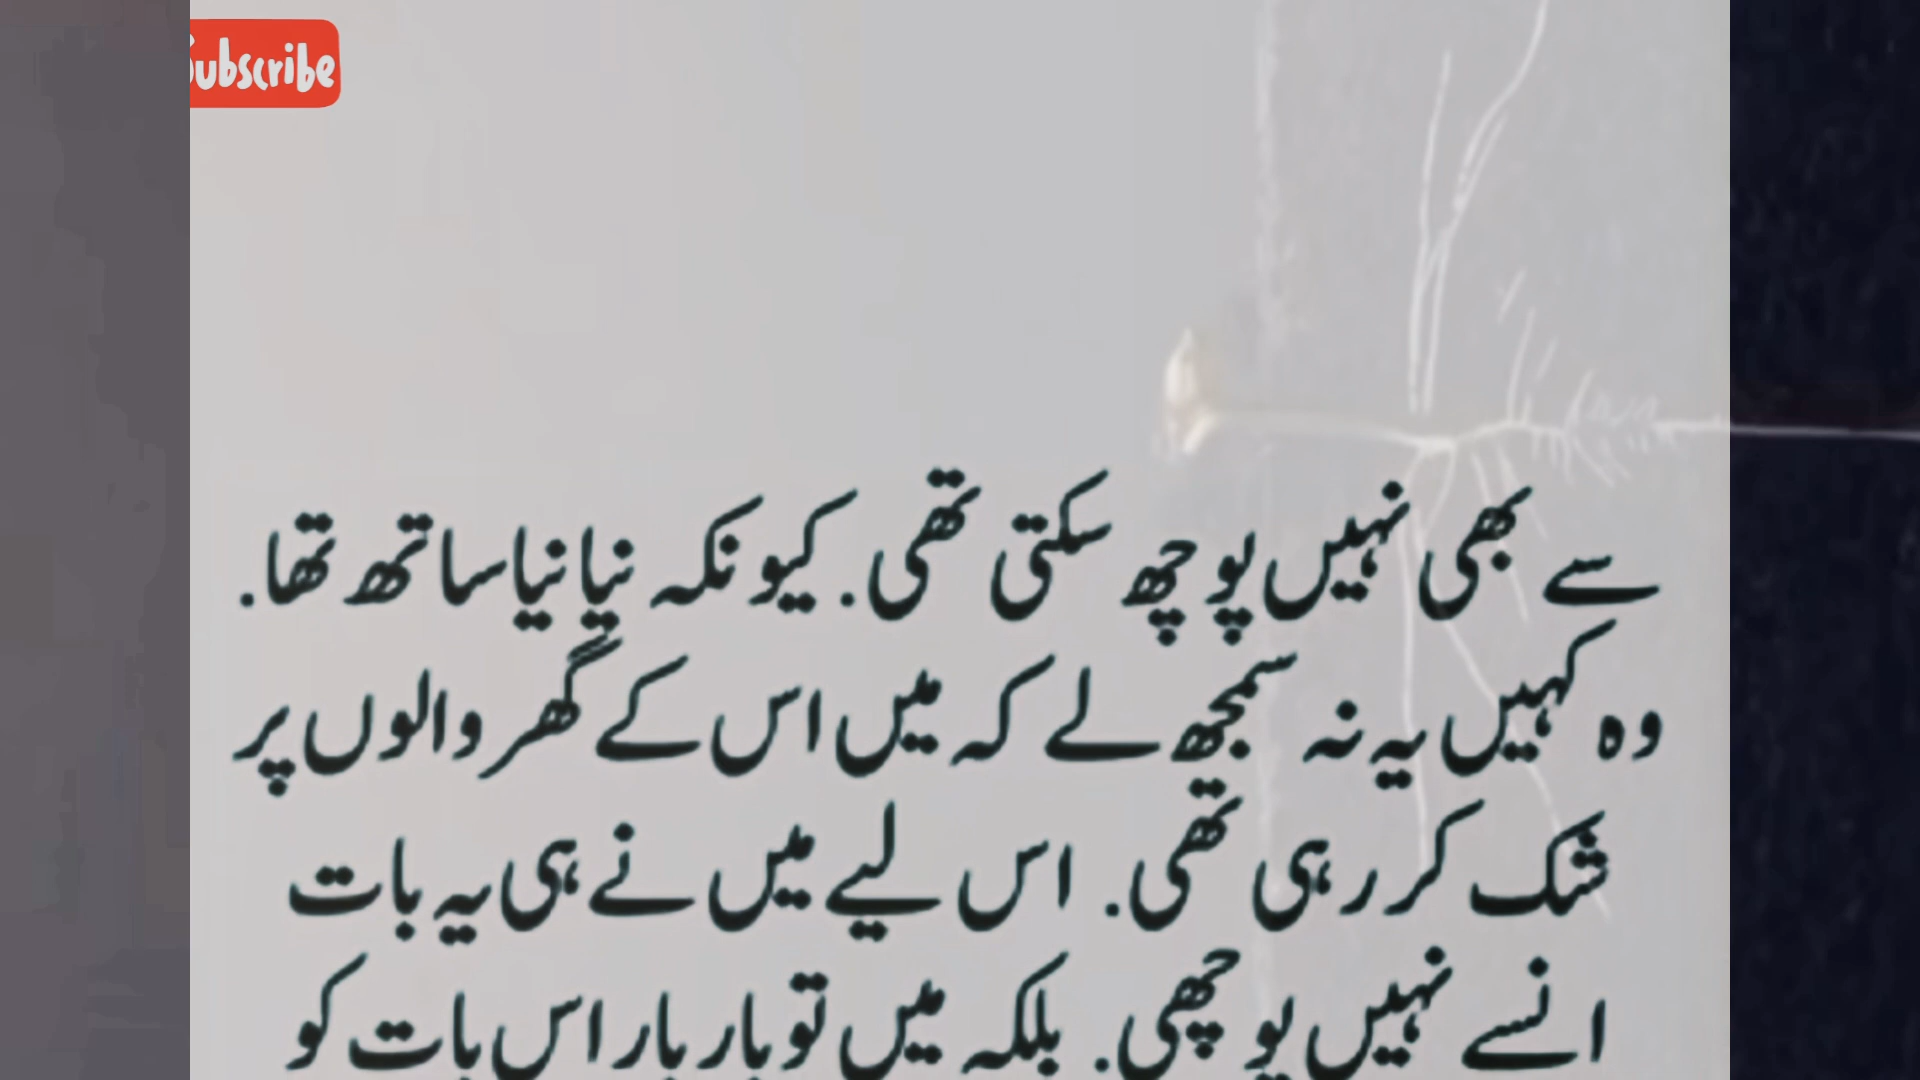 Subscribe
سے بھی نہیں پوچھ سکتی تھی. کیونکہ نیا نیا ساتھ تھا.
وہ کہیں یہ نہ سمجھ لے کہ میں اس کے گھر والوں پر
شک کر رہی تھی. اس لیے میں نے ہی یہ بات
انسے نہیں پوچھی. بلکہ میں تو بار بار اس بات کو